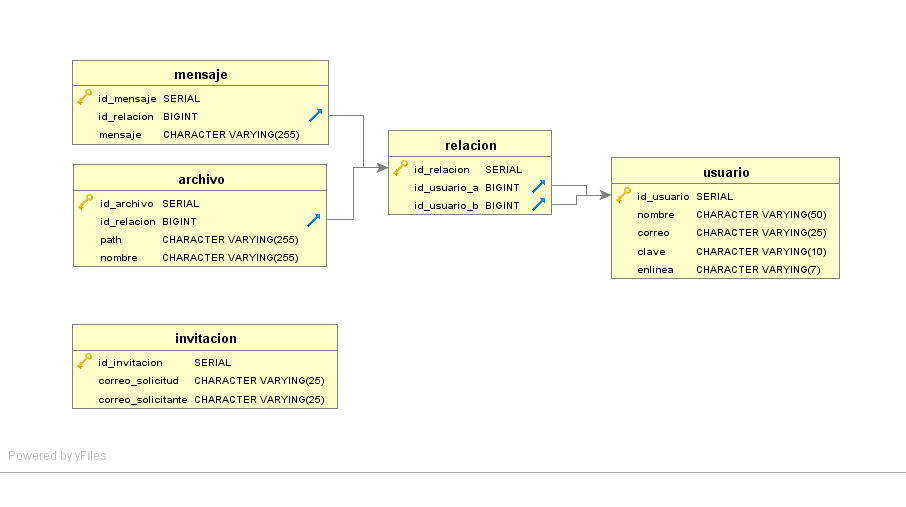 mensaje
id_mensaje SERIAL
id_relacion BIGINT
mensaje CHARACTER VARYING(255)
archivo
id_archivo SERIAL
id_relacion BIGINT
path CHARACTER VARYING(255)
nombre CHARACTER VARYING(255)
relacion
id_relacion SERIAL
id_usuario_a BIGINT
id_usuario_b BIGINT
usuario
id_usuario SERIAL
nombre CHARACTER VARYING(50)
correo CHARACTER VARYING(25)
clave CHARACTER VARYING(10)
enlinea CHARACTER VARYING(7)
invitacion
id_invitacion SERIAL
correo_solicitud CHARACTER VARYING(25)
correo_solicitante CHARACTER VARYING(25)
Powered by yFiles